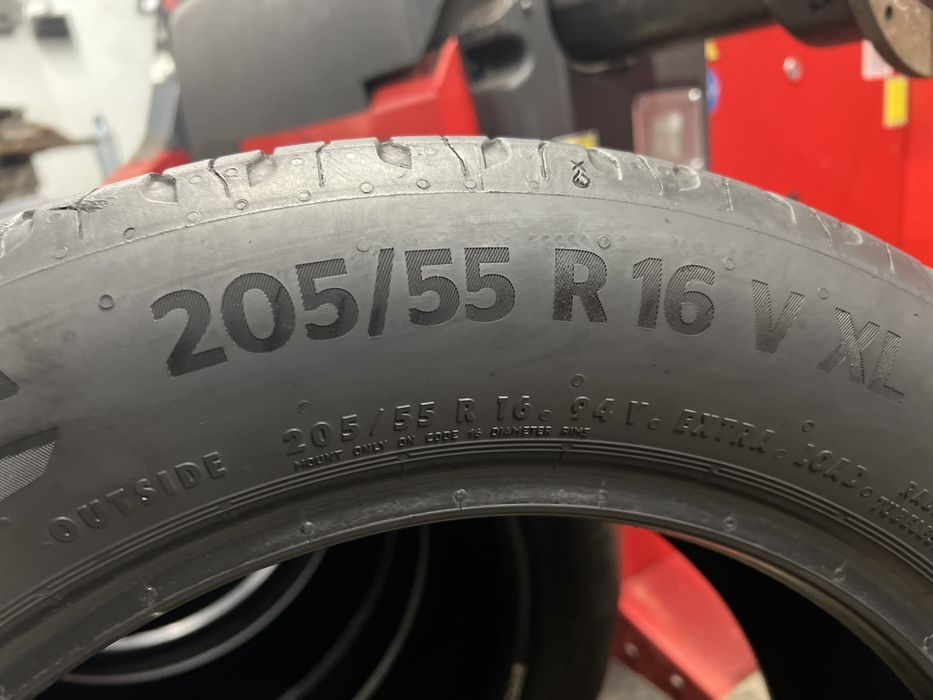 205/55 R 16 V XL
OUTSIDE 205/55 R 16. 94 V. EXTRA. LOAD.
MOUNT ONLY ON CODE 16 DIAMETER RIMS